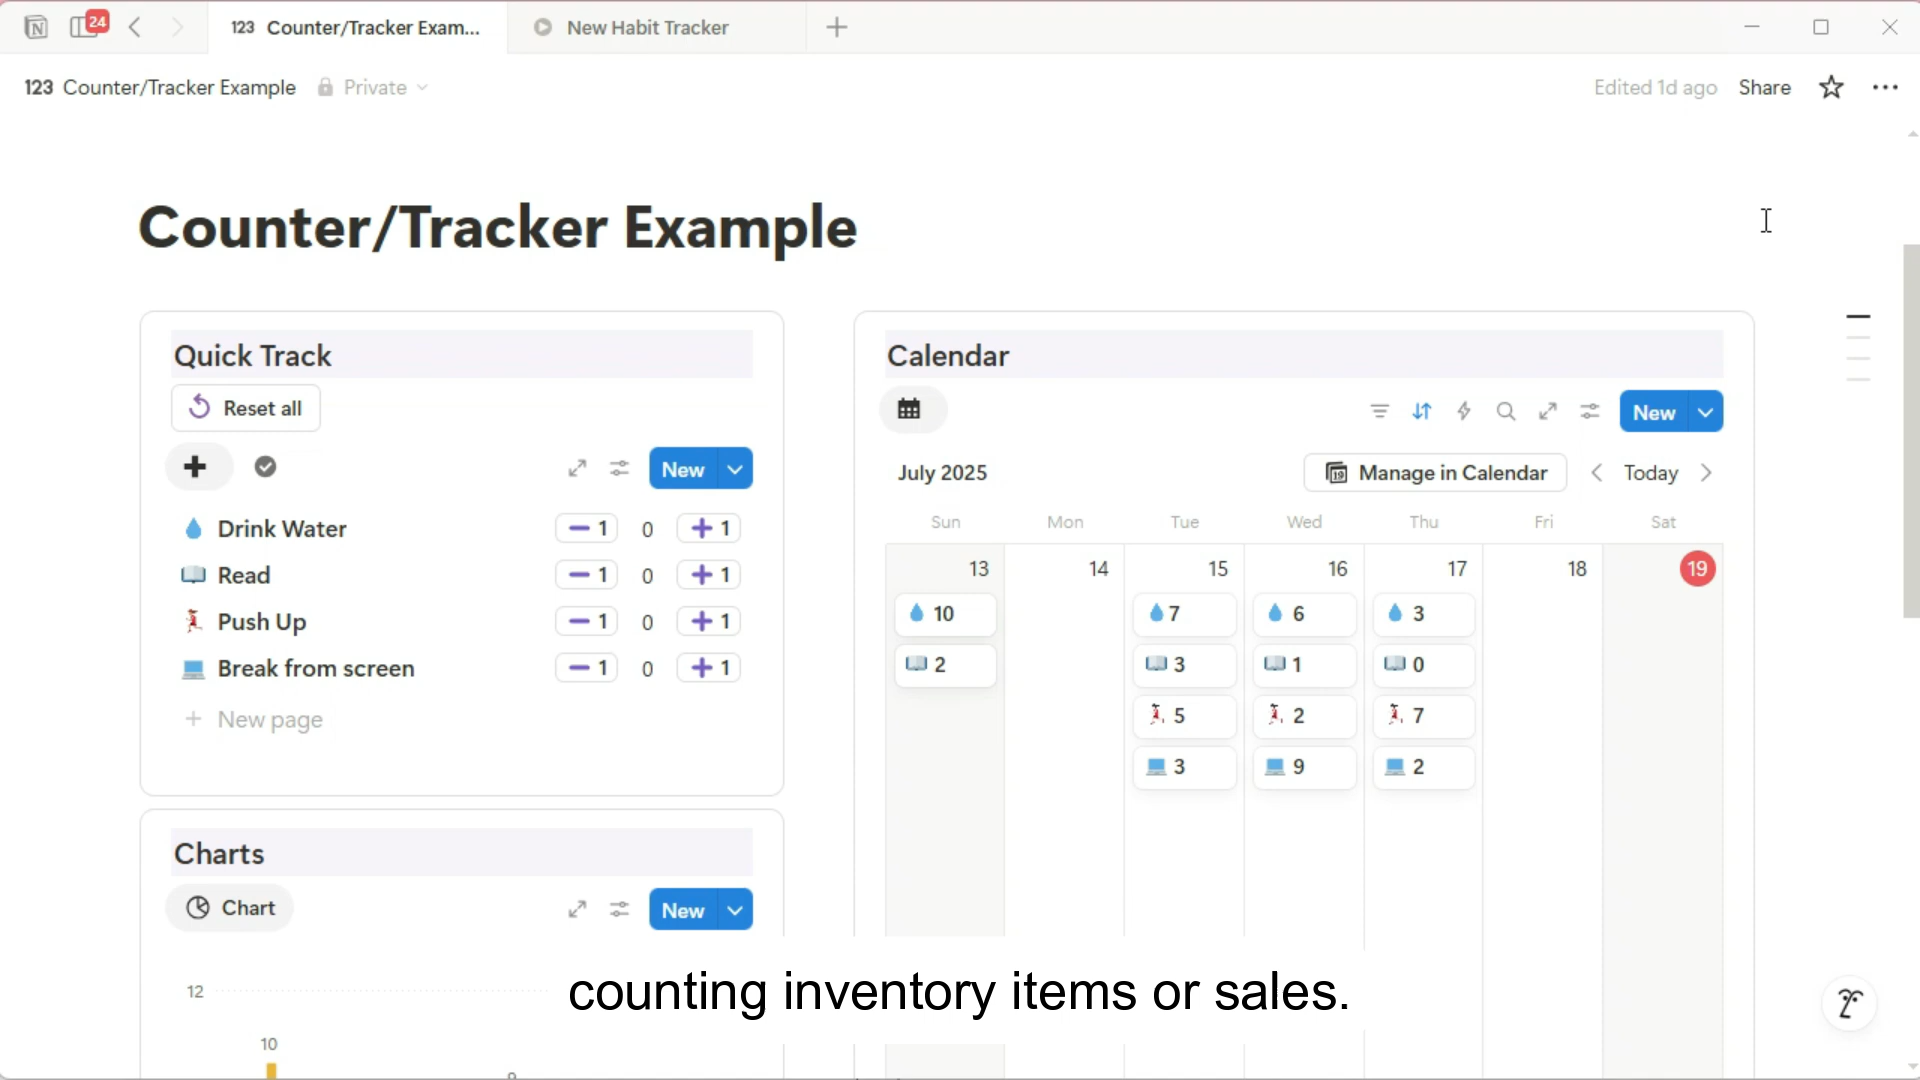 24
123 Counter/Tracker Exam...
New Habit Tracker
123 Counter/Tracker Example Private
Edited 1d ago Share
Counter/Tracker Example
Quick Track
Reset all
New
Drink Water 1 0 1
Read 1 0 1
Push Up 1 0 1
Break from screen 1 0 1
+ New page
Charts
Chart
New
12
10
Calendar
New
July 2025
19 Manage in Calendar
Today
Sun Mon Tue Wed Thu Fri Sat
13 14 15 16 17 18 19
10 7 6 3
2 3 1 0
5 2 7
3 9 2
counting inventory items or sales.